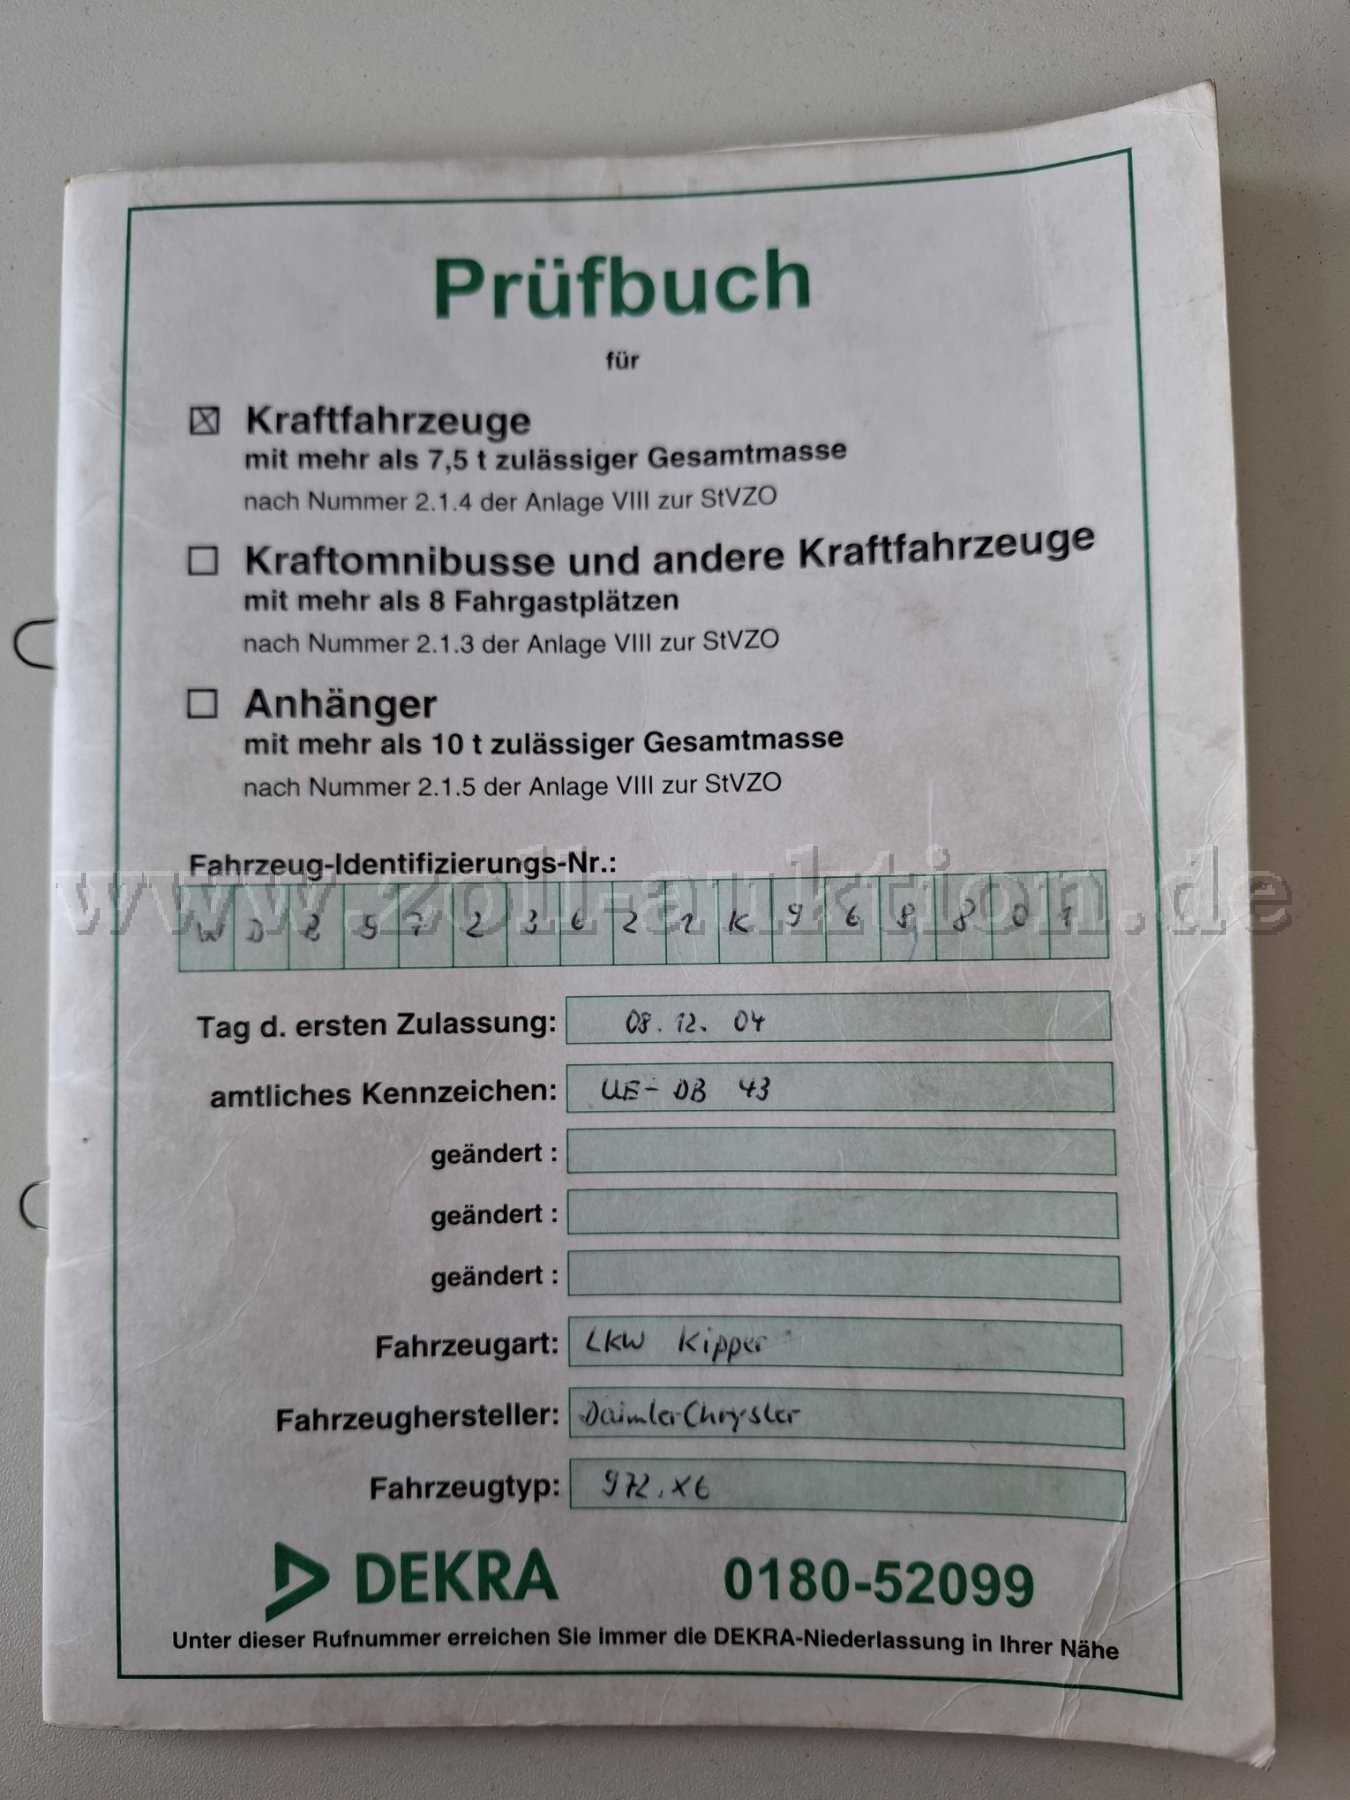 Prüfbuch
für
Kraftfahrzeuge
mit mehr als 7,5 t zulässiger Gesamtmasse
nach Nummer 2.1.4 der Anlage VIII zur StVZO
Kraftomnibusse und andere Kraftfahrzeuge
mit mehr als 8 Fahrgastplätzen
nach Nummer 2.1.3 der Anlage VIII zur StVZO
Anhänger
mit mehr als 10 t zulässiger Gesamtmasse
nach Nummer 2.1.5 der Anlage VIII zur StVZO
Fahrzeug-Identifizierungs-Nr.:
www.zoll-auktion.de
Tag d. ersten Zulassung: 08.12.04
amtliches Kennzeichen: UE-DB 43
geändert :
geändert :
geändert :
Fahrzeugart: LKW Kipper
Fahrzeughersteller: DaimlerChrysler
Fahrzeugtyp: 972.X6
DEKRA 0180-52099
Unter dieser Rufnummer erreichen Sie immer die DEKRA-Niederlassung in Ihrer Nähe